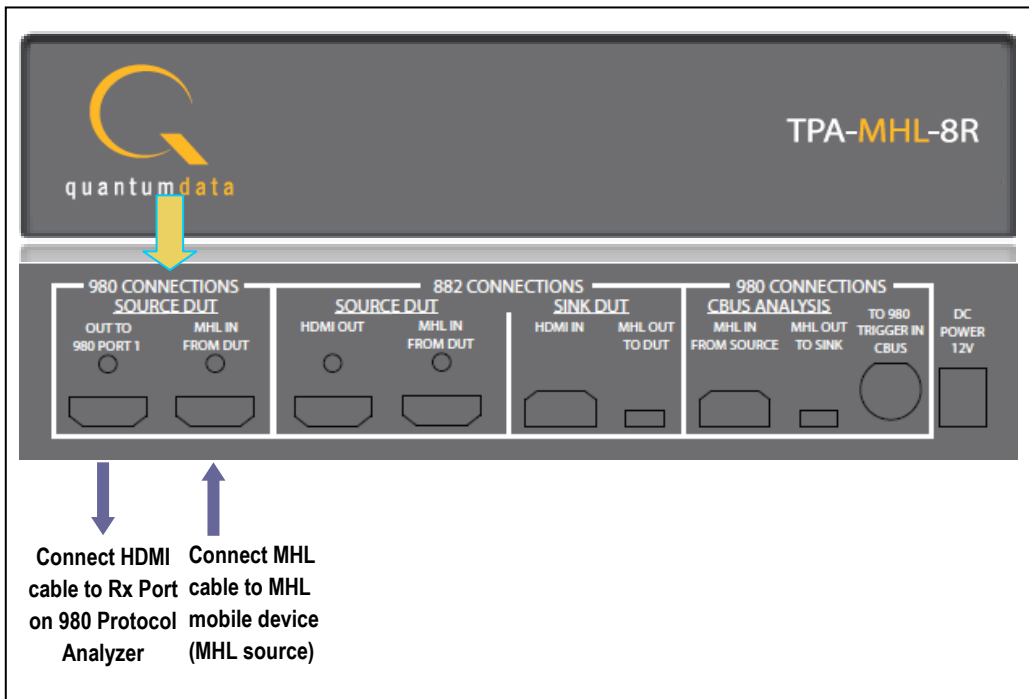 quantumdata
TPA-MHL-8R
980 CONNECTIONS
SOURCE DUT
OUT TO
980 PORT 1
MHL IN
FROM DUT
882 CONNECTIONS
SOURCE DUT
HDMI OUT
MHL IN
FROM DUT
SINK DUT
HDMI IN
MHL OUT
TO DUT
980 CONNECTIONS
CBUS ANALYSIS
MHL IN
FROM SOURCE
MHL OUT
TO SINK
TO 980
TRIGGER IN
CBUS
DC
POWER
12V
Connect HDMI
cable to Rx Port
on 980 Protocol
Analyzer
Connect MHL
cable to MHL
mobile device
(MHL source)